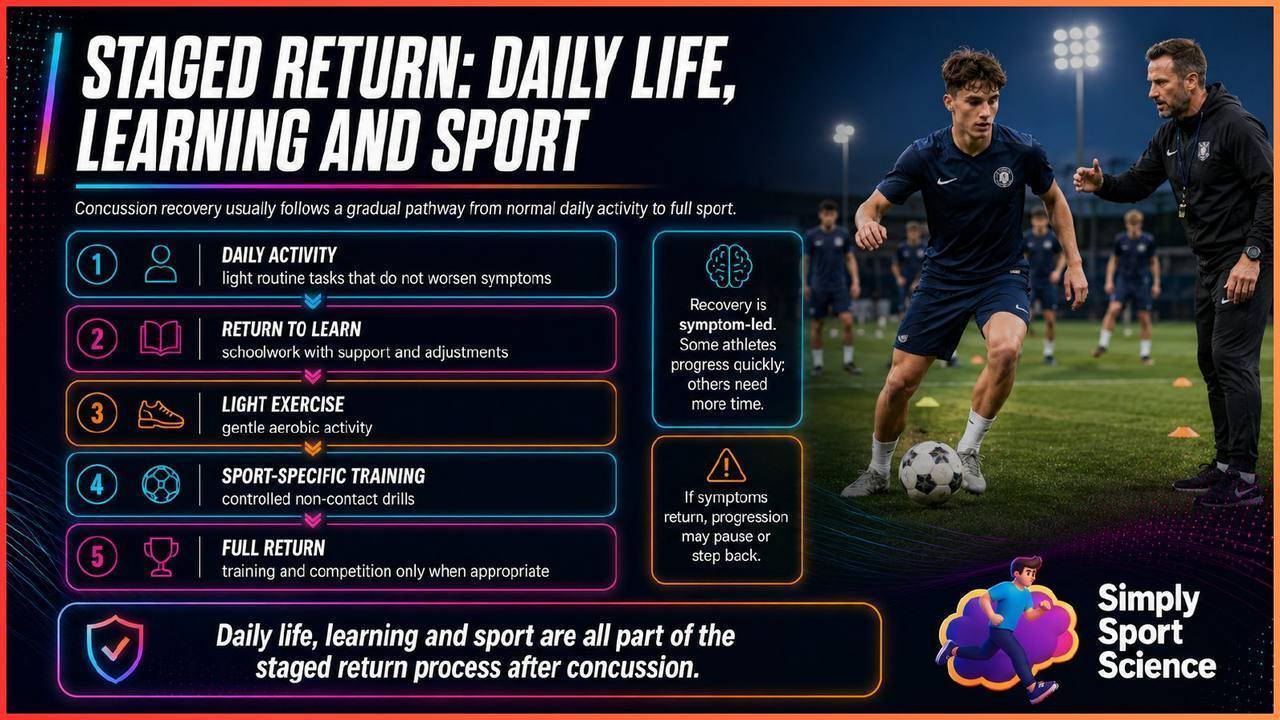 STAGED RETURN: DAILY LIFE,
LEARNING AND SPORT
Concussion recovery usually follows a gradual pathway from normal daily activity to full sport.
1
DAILY ACTIVITY
light routine tasks that do not worsen symptoms
2
RETURN TO LEARN
schoolwork with support and adjustments
3
LIGHT EXERCISE
gentle aerobic activity
4
SPORT-SPECIFIC TRAINING
controlled non-contact drills
5
FULL RETURN
training and competition only when appropriate
Recovery is
symptom-led.
Some athletes
progress quickly;
others need
more time.
If symptoms
return, progression
may pause or
step back.
Daily life, learning and sport are all part of the
staged return process after concussion.
Simply
Sport
Science